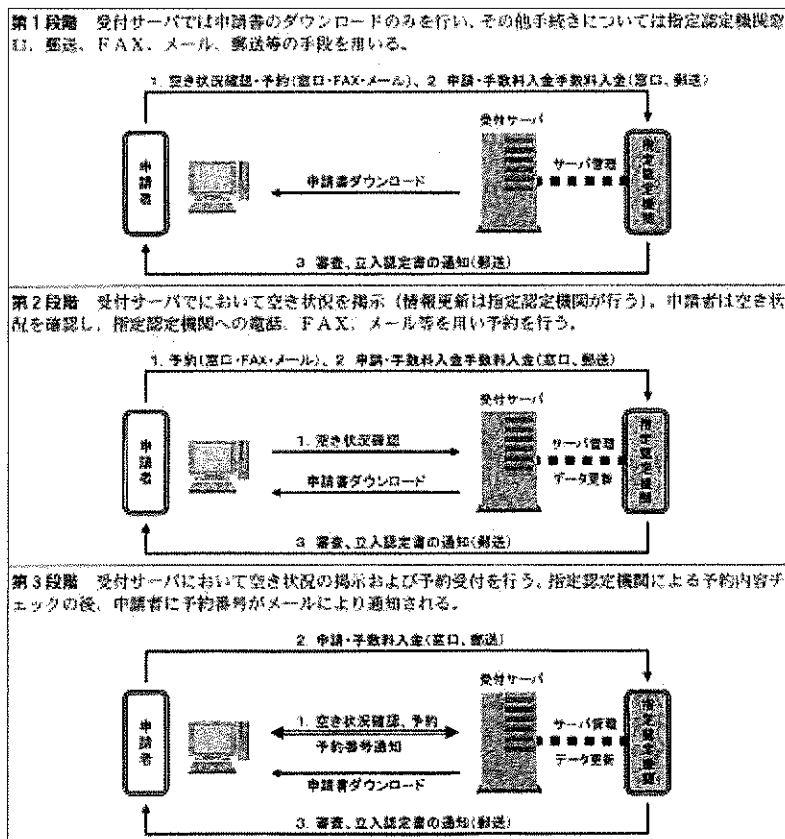 第1段階　受付サーバでは申請書のダウンロードのみを行い、その他手続きについては指定認定機関窓
口、郵送、ＦＡＸ、メール、郵送等の手段を用いる。
1. 空き状況確認・予約(窓口・FAX・メール)、2 申請・手数料入金手数料入金(窓口、郵送)
受付サーバ
申請者
申請書ダウンロード
サーバ管理
指定認定機関
3 審査、立入認定書の通知(郵送)
第2段階　受付サーバでにおいて空き状況を掲示（情報更新は指定認定機関が行う）。申請者は空き状
況を確認し、指定認定機関への電話、ＦＡＸ、メール等を用い予約を行う。
1. 予約(窓口・FAX・メール)、2 申請・手数料入金手数料入金(窓口、郵送)
受付サーバ
申請者
1. 空き状況確認
申請書ダウンロード
サーバ管理
データ更新
指定認定機関
3 審査、立入認定書の通知(郵送)
第3段階　受付サーバにおいて空き状況の掲示および予約受付を行う。指定認定機関による予約内容チ
ェックの後、申請者に予約番号がメールにより通知される。
2. 申請・手数料入金(窓口、郵送)
受付サーバ
申請者
1. 空き状況確認、予約
予約番号通知
申請書ダウンロード
サーバ管理
データ更新
指定認定機関
3. 審査、立入認定書の通知(郵送)